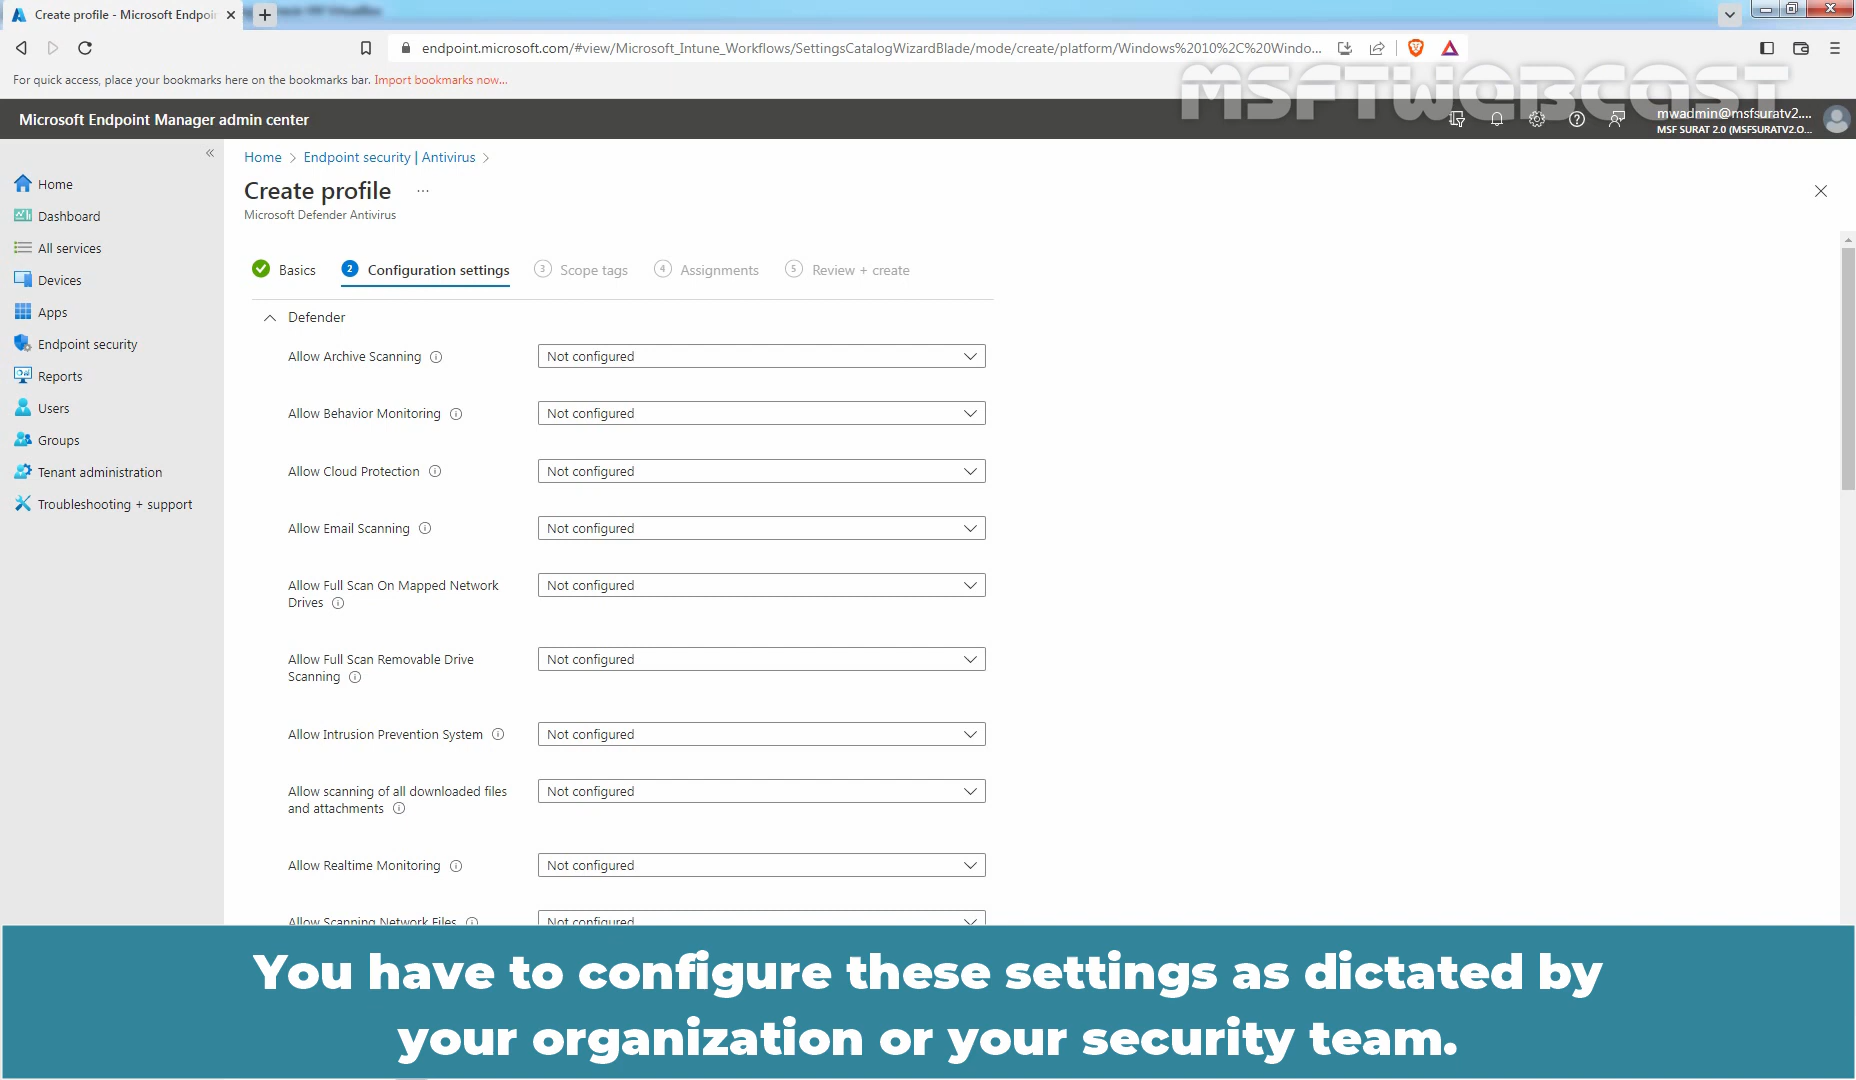 Create profile - Microsoft Endpoin
For quick access, place your bookmarks here on the bookmarks bar. Import bookmarks now...
endpoint.microsoft.com/#view/Microsoft_Intune_Workflows/SettingsCatalogWizardBlade/mode/create/platform/Windows%2010%2C%20Windo...
MSFTWEBCAST
Microsoft Endpoint Manager admin center
mwadmin@msfsuratv2....
MSF SURAT 2.0 (MSFSURATV2.O...
Home
Dashboard
All services
Devices
Apps
Endpoint security
Reports
Users
Groups
Tenant administration
Troubleshooting + support
Home > Endpoint security | Antivirus >
Create profile ...
Microsoft Defender Antivirus
Basics
2 Configuration settings
3 Scope tags
4 Assignments
5 Review + create
Defender
Allow Archive Scanning
Not configured
Allow Behavior Monitoring
Not configured
Allow Cloud Protection
Not configured
Allow Email Scanning
Not configured
Allow Full Scan On Mapped Network
Drives
Not configured
Allow Full Scan Removable Drive
Scanning
Not configured
Allow Intrusion Prevention System
Not configured
Allow scanning of all downloaded files
and attachments
Not configured
Allow Realtime Monitoring
Not configured
Allow Scanning Network Files
Not configured
You have to configure these settings as dictated by
your organization or your security team.